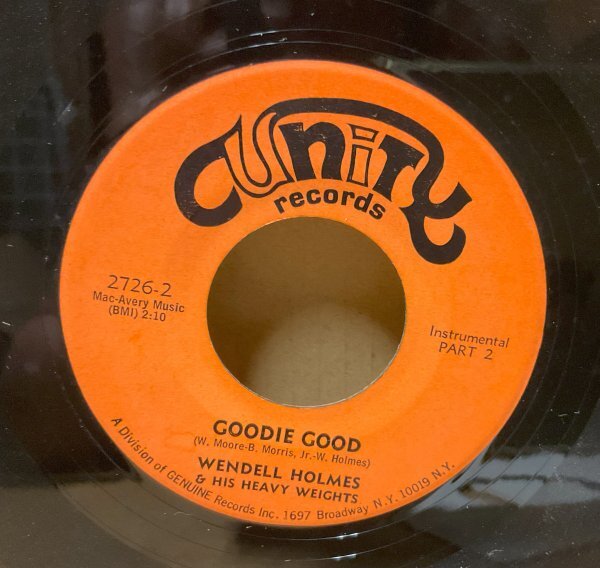 unity
records
2726-2
Mac-Avery Music
(BMI) 2:10
Instrumental
PART 2
GOODIE GOOD
(W. Moore-B. Morris, Jr.-W. Holmes)
WENDELL HOLMES
& HIS HEAVY WEIGHTS
A Division of GENUINE Records Inc. 1697 Broadway N.Y. 10019 N.Y.